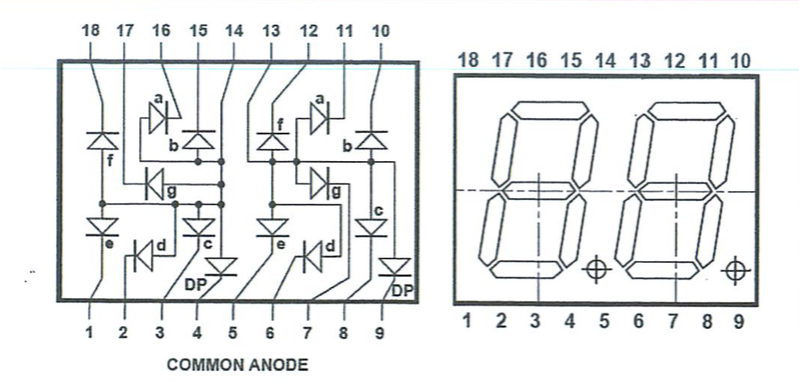 18 17 16 15 14 13 12 11 10
a a
f b f b
g g
e d c e d c
DP DP
1 2 3 4 5 6 7 8 9
COMMON ANODE
18 17 16 15 14 13 12 11 10
1 2 3 4 5 6 7 8 9